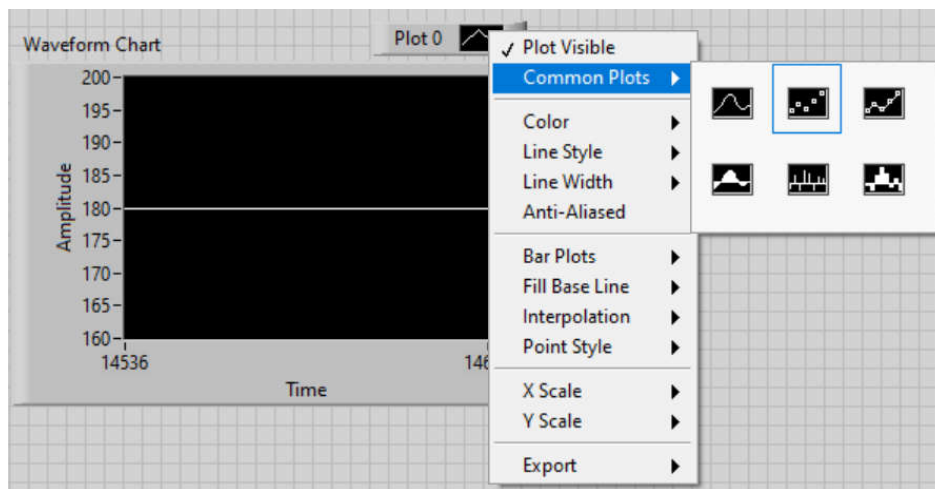 Waveform Chart
Plot 0
Plot Visible
Common Plots
Color
Line Style
Line Width
Anti-Aliased
Bar Plots
Fill Base Line
Interpolation
Point Style
X Scale
Y Scale
Export
Amplitude
200
195
190
185
180
175
170
165
160
14536
Time